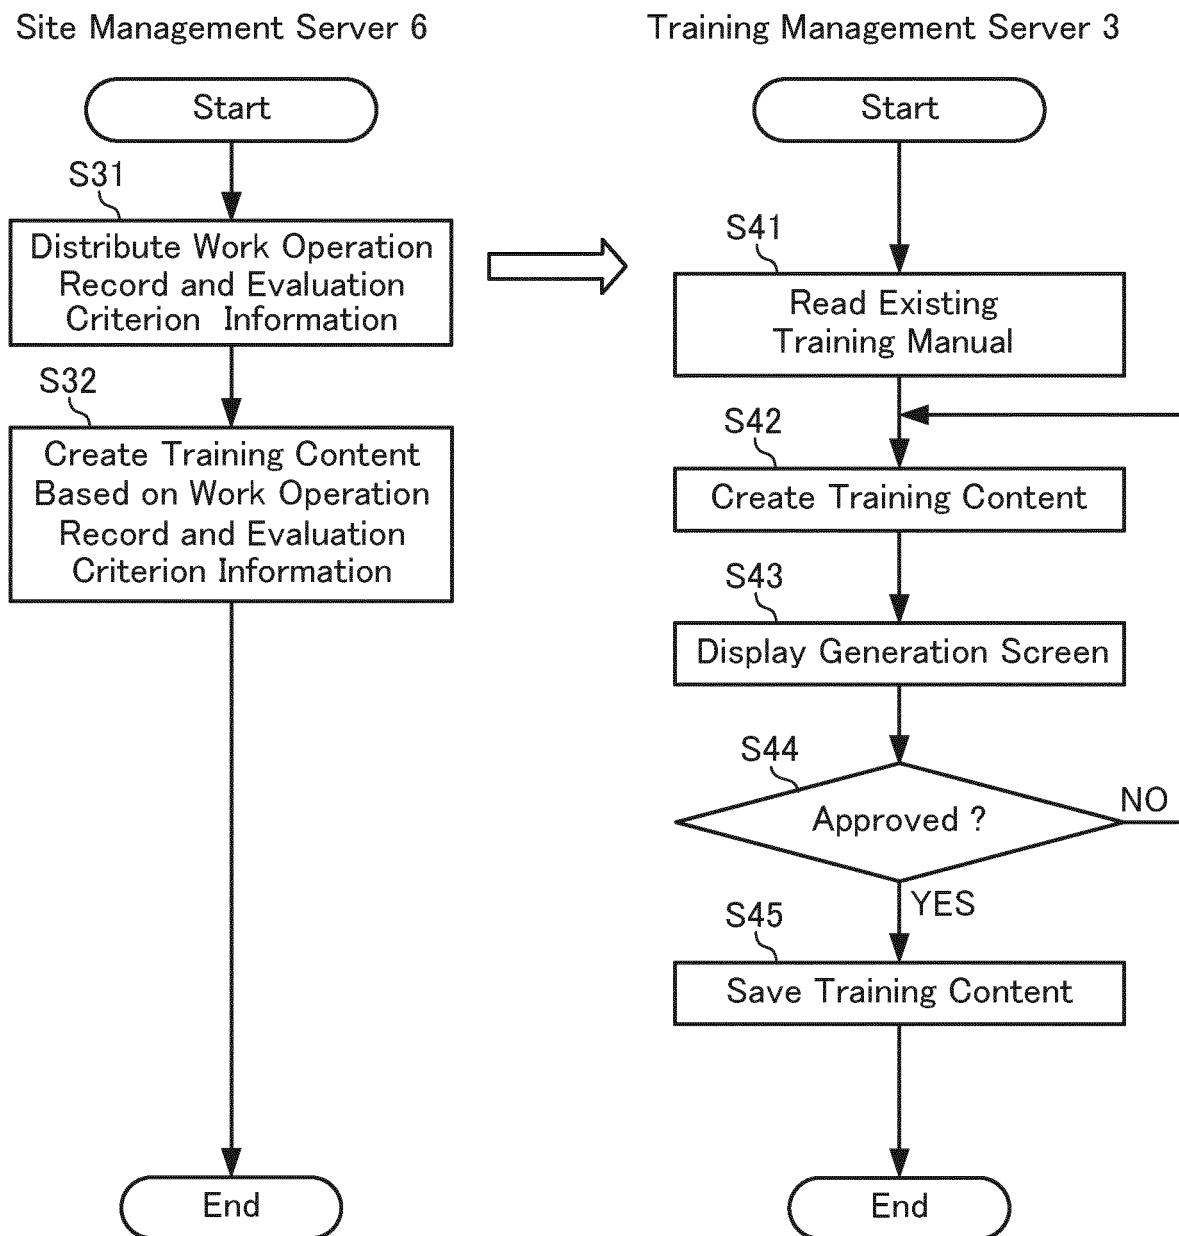 Site Management Server 6
Start
S31
Distribute Work Operation
Record and Evaluation
Criterion Information
S32
Create Training Content
Based on Work Operation
Record and Evaluation
Criterion Information
End
Training Management Server 3
Start
S41
Read Existing
Training Manual
S42
Create Training Content
S43
Display Generation Screen
S44
Approved ?
NO
YES
S45
Save Training Content
End